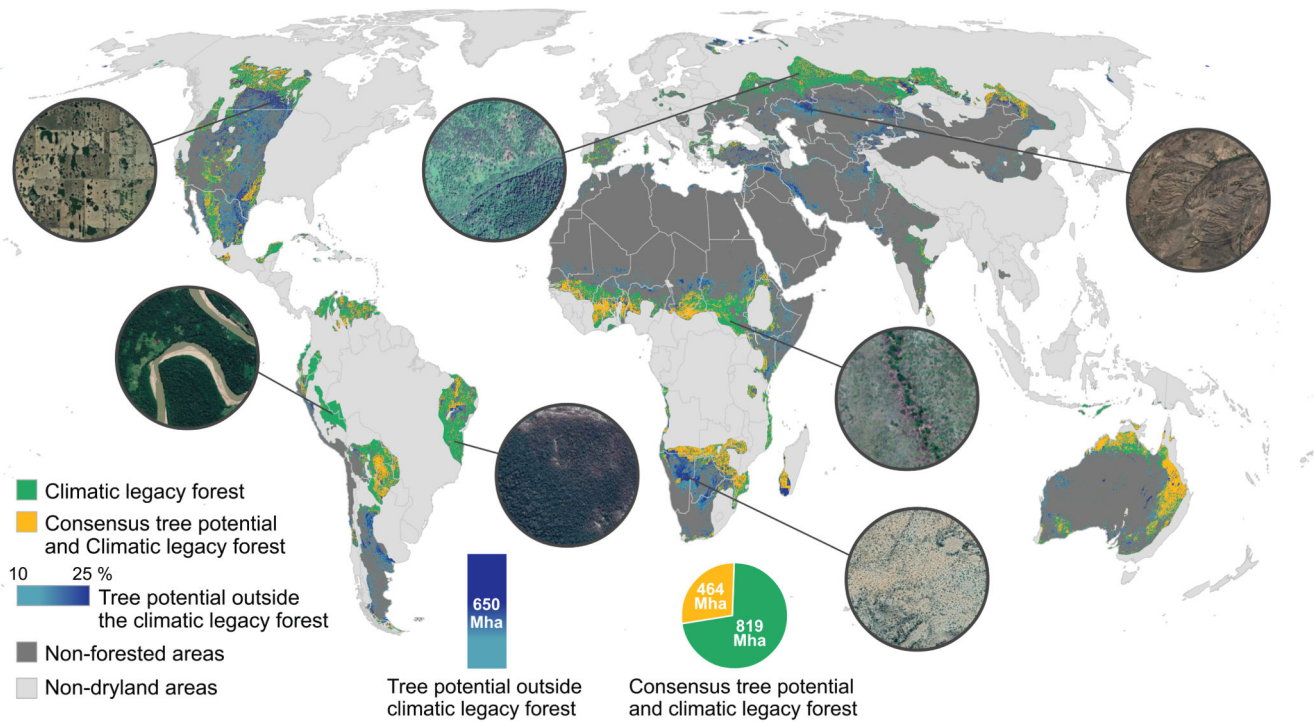 Climatic legacy forest
Consensus tree potential
and Climatic legacy forest
10 25 %
Tree potential outside
the climatic legacy forest
Non-forested areas
Non-dryland areas
650
Mha
Tree potential outside
climatic legacy forest
464
Mha
819
Mha
Consensus tree potential
and climatic legacy forest